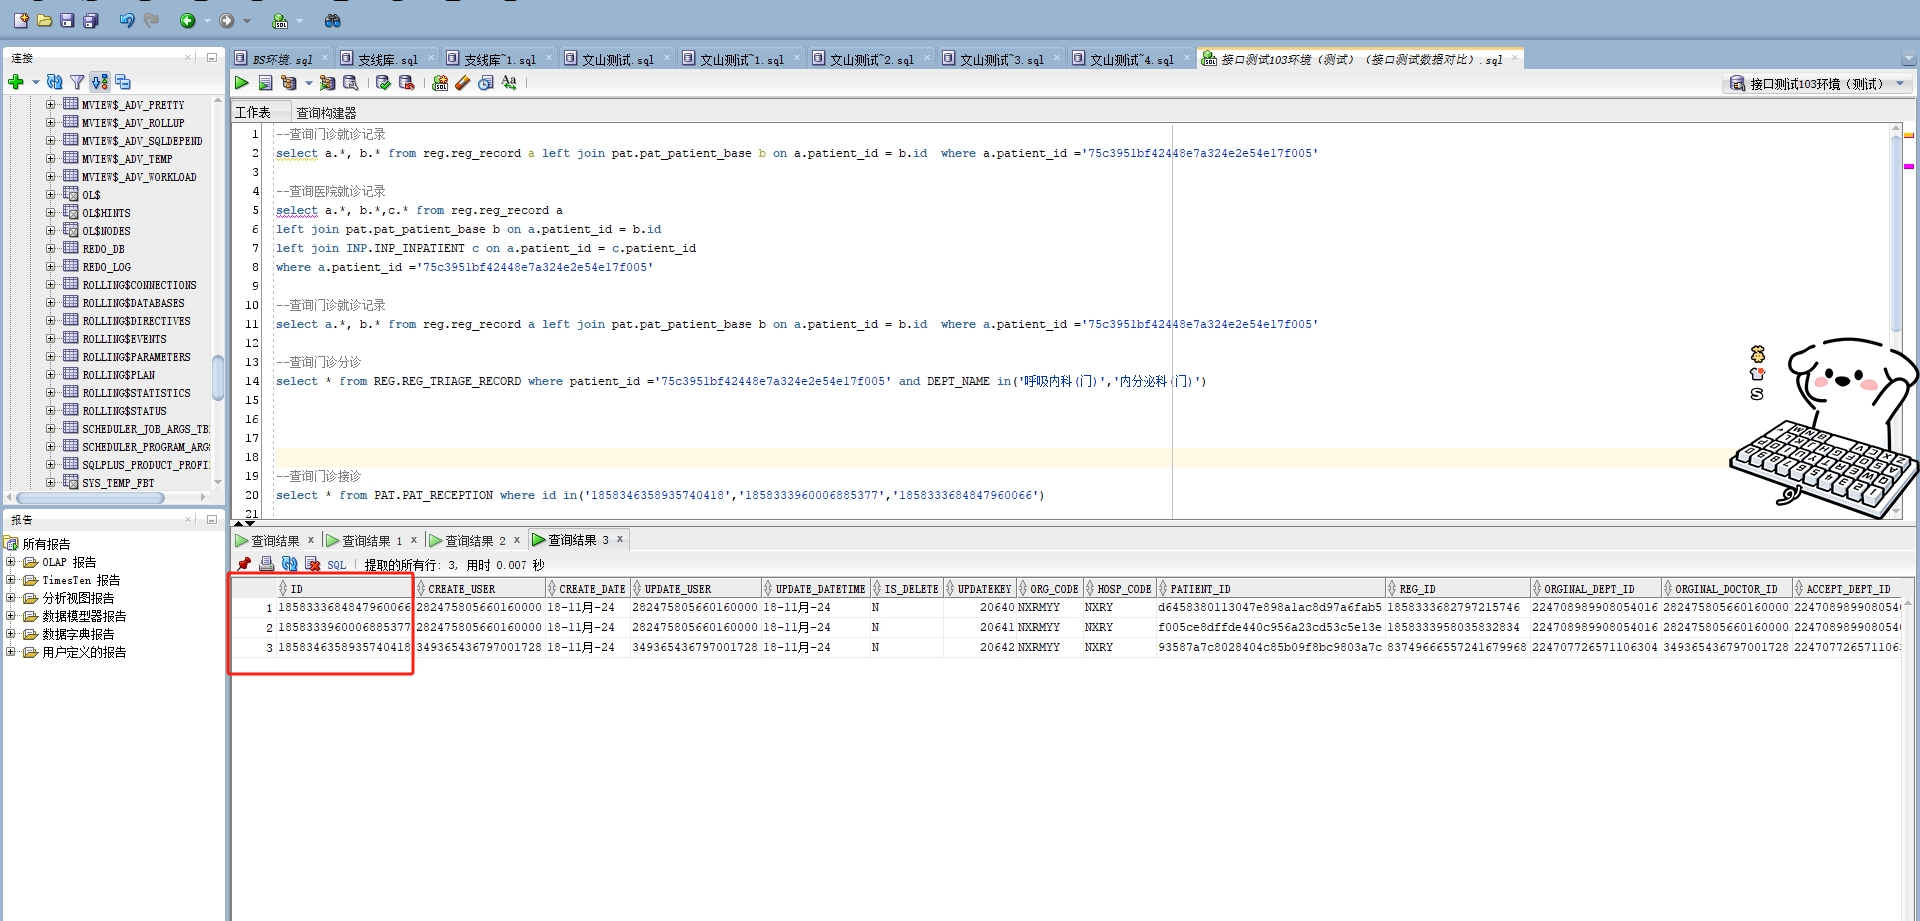 连接
MVIEW$_ADV_PRETTY
MVIEW$_ADV_ROLLUP
MVIEW$_ADV_SQLDEPEND
MVIEW$_ADV_TEMP
MVIEW$_ADV_WORKLOAD
OL$
OL$HINTS
OL$NODES
REDO_DB
REDO_LOG
ROLLING$CONNECTIONS
ROLLING$DATABASES
ROLLING$DIRECTIVES
ROLLING$EVENTS
ROLLING$PARAMETERS
ROLLING$PLAN
ROLLING$STATISTICS
ROLLING$STATUS
SCHEDULER_JOB_ARGS_TB
SCHEDULER_PROGRAM_ARG
SQLPLUS_PRODUCT_PROFI
SYS_TEMP_FBT
报告
所有报告
OLAP 报告
TimesTen 报告
分析视图报告
数据模型器报告
数据字典报告
用户定义的报告
BS环境.sql 支线库.sql 支线库~1.sql 文山测试.sql 文山测试~1.sql 文山测试~2.sql 文山测试~3.sql 文山测试~4.sql 接口测试103环境（测试）（接口测试数据对比）.sql
接口测试103环境（测试）
工作表 查询构建器
1 --查询门诊就诊记录
2 select a.*, b.* from reg.reg_record a left join pat.pat_patient_base b on a.patient_id = b.id where a.patient_id ='75c3951bf42448e7a324e2e54e17f005'
3
4 --查询医院就诊记录
5 select a.*, b.*,c.* from reg.reg_record a
6 left join pat.pat_patient_base b on a.patient_id = b.id
7 left join INP.INP_INPATIENT c on a.patient_id = c.patient_id
8 where a.patient_id ='75c3951bf42448e7a324e2e54e17f005'
9
10 --查询门诊就诊记录
11 select a.*, b.* from reg.reg_record a left join pat.pat_patient_base b on a.patient_id = b.id where a.patient_id ='75c3951bf42448e7a324e2e54e17f005'
12
13 --查询门诊分诊
14 select * from REG.REG_TRIAGE_RECORD where patient_id ='75c3951bf42448e7a324e2e54e17f005' and DEPT_NAME in('呼吸内科(门)','内分泌科(门)')
15
16
17
18
19 --查询门诊接诊
20 select * from PAT.PAT_RECEPTION where id in('1858346358935740418','1858333960006885377','1858333684847960066')
21
查询结果 查询结果 1 查询结果 2 查询结果 3
SQL 提取的所有行: 3, 用时 0.007 秒
ID CREATE_USER CREATE_DATE UPDATE_USER UPDATE_DATETIME IS_DELETE UPDATEKEY ORG_CODE HOSP_CODE PATIENT_ID REG_ID ORGINAL_DEPT_ID ORGINAL_DOCTOR_ID ACCEPT_DEPT_ID
1 1858333684847960066 282475805660160000 18-11月-24 282475805660160000 18-11月-24 N 20640 NXRMYY NXRY d6458380113047e898a1ac8d97a6fab5 1858333682797215746 224708989908054016 282475805660160000 2247089899080540
2 1858333960006885377 282475805660160000 18-11月-24 282475805660160000 18-11月-24 N 20641 NXRMYY NXRY f005ce8dffde440c956a23cd53c5e13e 1858333958035832834 224708989908054016 282475805660160000 2247089899080540
3 1858346358935740418 349365436797001728 18-11月-24 349365436797001728 18-11月-24 N 20642 NXRMYY NXRY 93587a7c8028404c85b09f8bc9803a7c 83749666557241679968 224707726571106304 349365436797001728 224707726571106